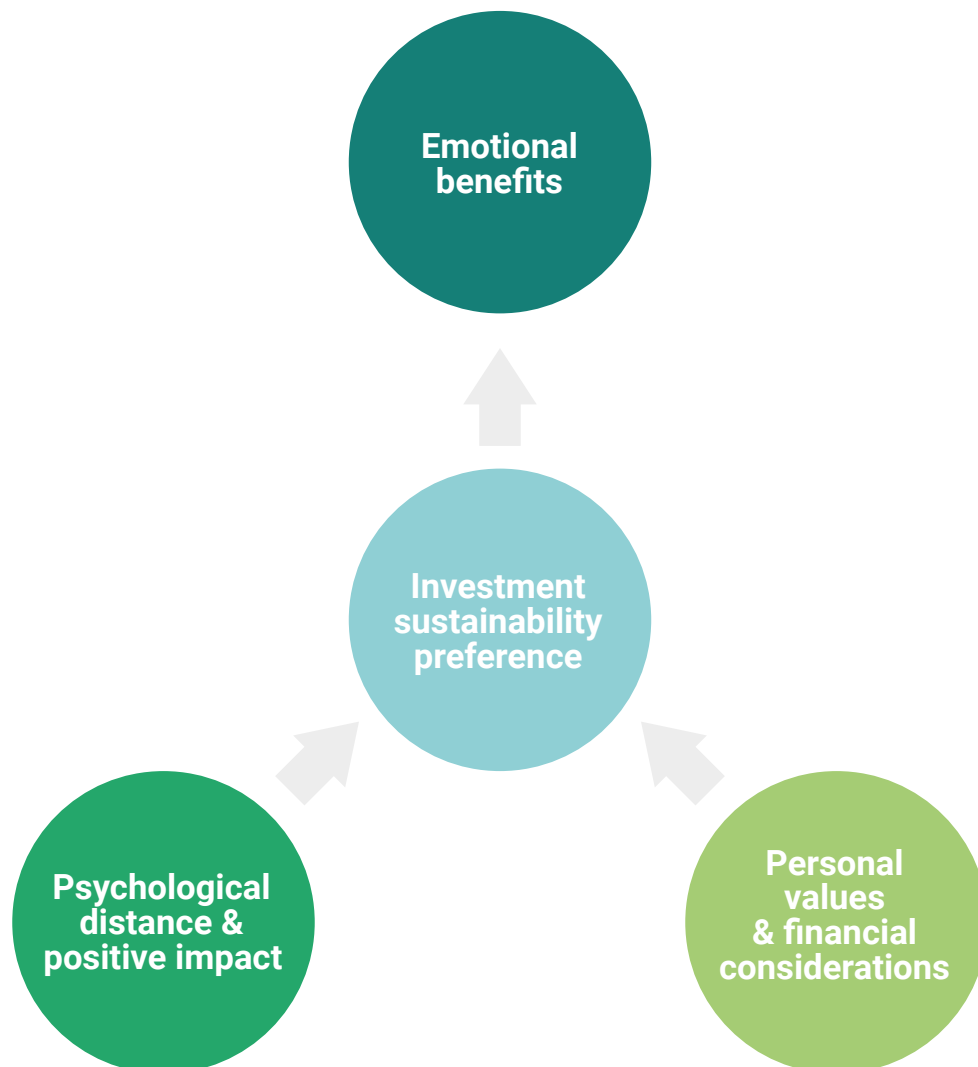 Emotional
benefits
Investment
sustainability
preference
Psychological
distance &
positive impact
Personal
values
& financial
considerations